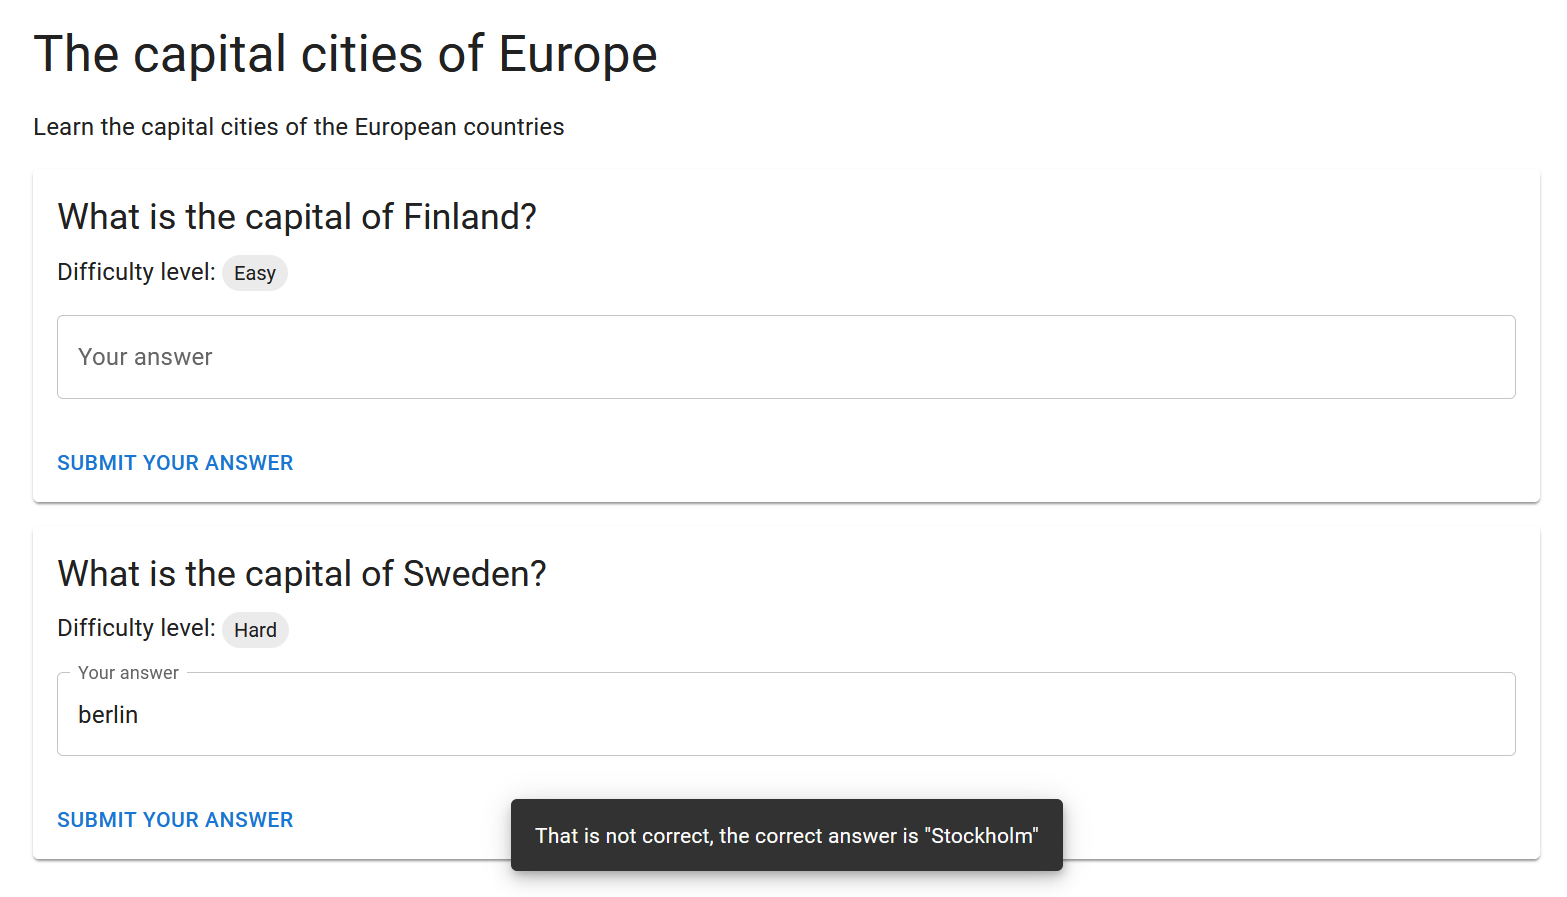 The capital cities of Europe
Learn the capital cities of the European countries
What is the capital of Finland?
Difficulty level: Easy
Your answer
SUBMIT YOUR ANSWER
What is the capital of Sweden?
Difficulty level: Hard
Your answer
berlin
SUBMIT YOUR ANSWER
That is not correct, the correct answer is "Stockholm"